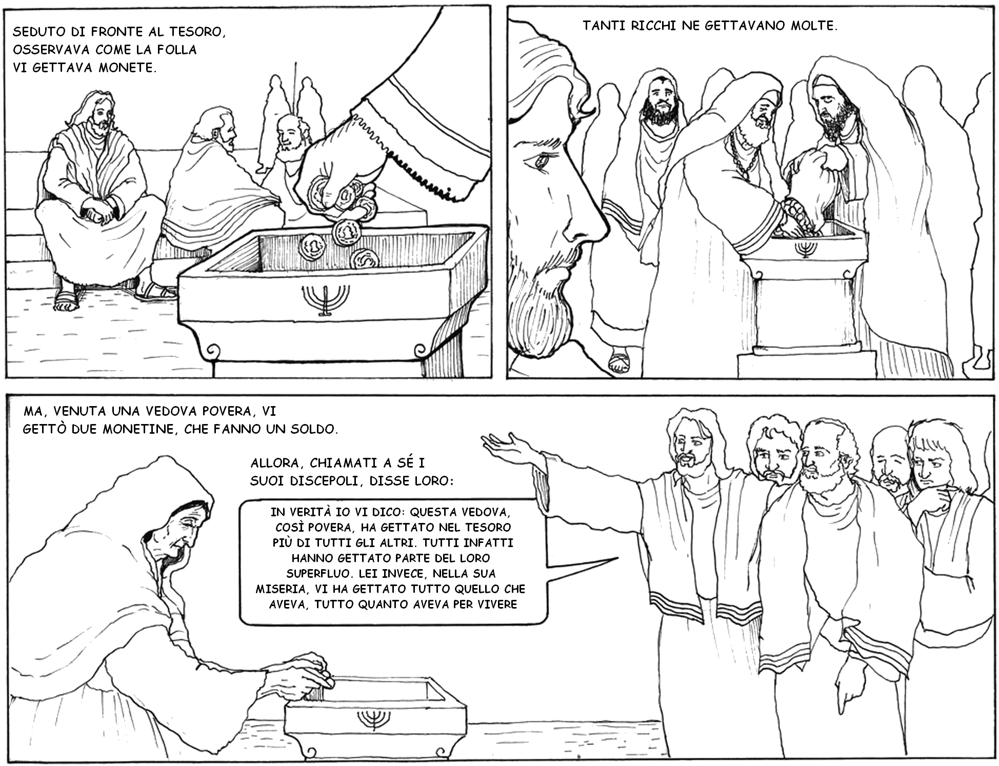 SEDUTO DI FRONTE AL TESORO,
OSSERVAVA COME LA FOLLA
VI GETTAVA MONETE.
TANTI RICCHI NE GETTAVANO MOLTE.
MA, VENUTA UNA VEDOVA POVERA, VI
GETTÒ DUE MONETINE, CHE FANNO UN SOLDO.
ALLORA, CHIAMATI A SÉ I
SUOI DISCEPOLI, DISSE LORO:
IN VERITÀ IO VI DICO: QUESTA VEDOVA,
COSÌ POVERA, HA GETTATO NEL TESORO
PIÙ DI TUTTI GLI ALTRI. TUTTI INFATTI
HANNO GETTATO PARTE DEL LORO
SUPERFLUO. LEI INVECE, NELLA SUA
MISERIA, VI HA GETTATO TUTTO QUELLO CHE
AVEVA, TUTTO QUANTO AVEVA PER VIVERE